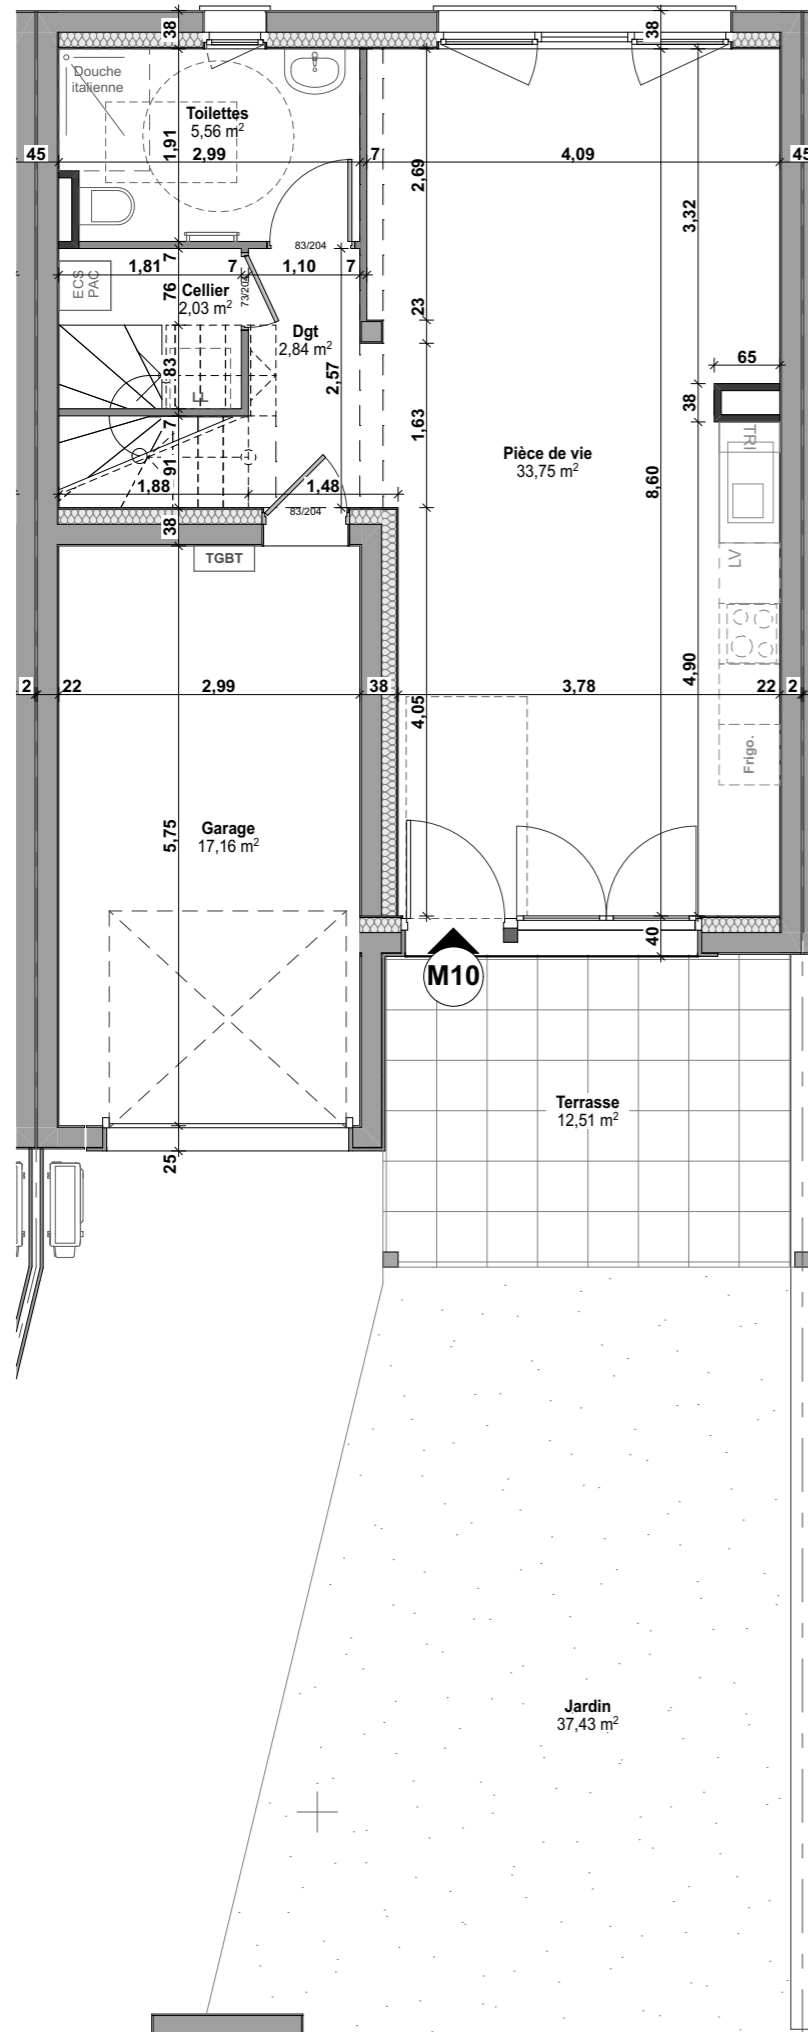 38
38
Douche
italienne
Toilettes
5,56 m²
1,91
45
2,99
7
4,09
45
2,69
3,32
83/204
1,81
7
7
1,10
7
ECS
PAC
76
Cellier
2,03 m²
73/204
23
Dgt
2,84 m²
83
2,57
65
LL
38
1,63
7
TRI
Pièce de vie
33,75 m²
8,60
91
1,88
1,48
83/204
38
TGBT
LV
4,90
2
22
2,99
38
4,05
3,78
22
2
Frigo.
5,75
Garage
17,16 m²
40
M10
Terrasse
12,51 m²
25
Jardin
37,43 m²